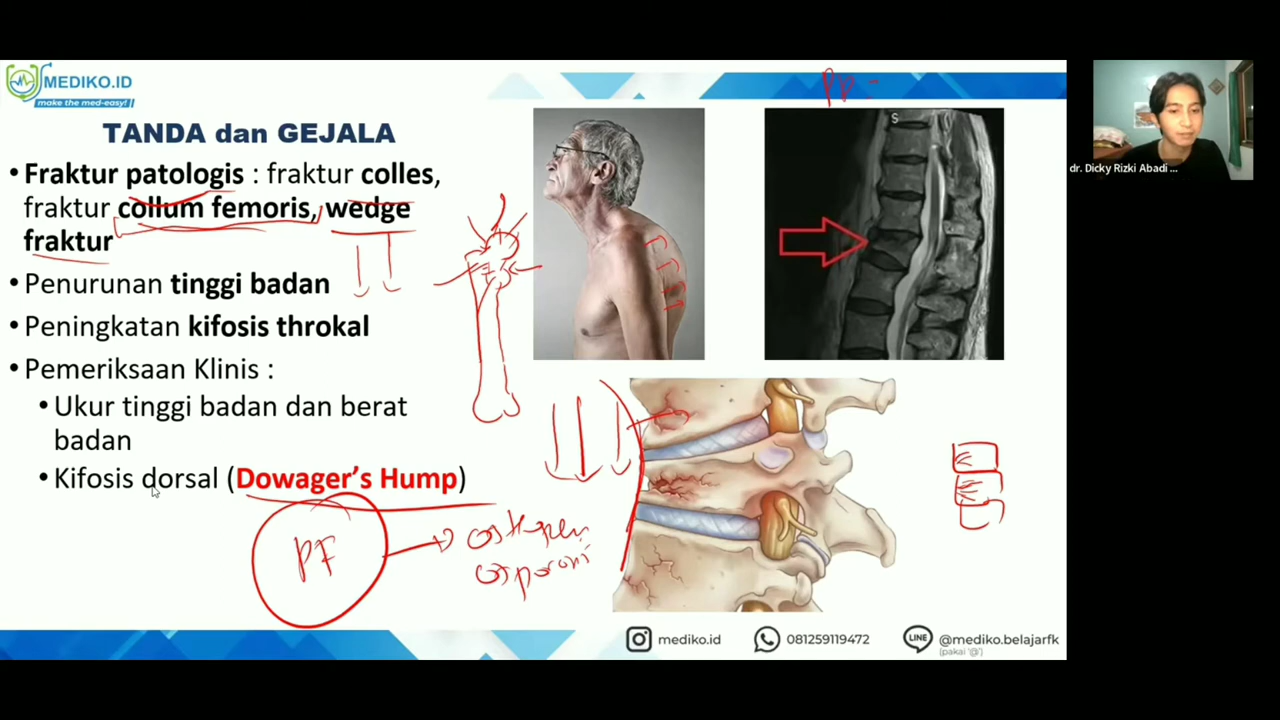 MEDIKO.ID
make the med-easy!
TANDA dan GEJALA
• Fraktur patologis : fraktur colles,
fraktur collum femoris, wedge
fraktur
• Penurunan tinggi badan
• Peningkatan kifosis throkal
• Pemeriksaan Klinis :
• Ukur tinggi badan dan berat
badan
• Kifosis dorsal (Dowager's Hump)
PF
S
dr. Dicky Rizki Abadi ...
mediko.id
081259119472
LINE
@mediko.belajarfk
(pakai '@')